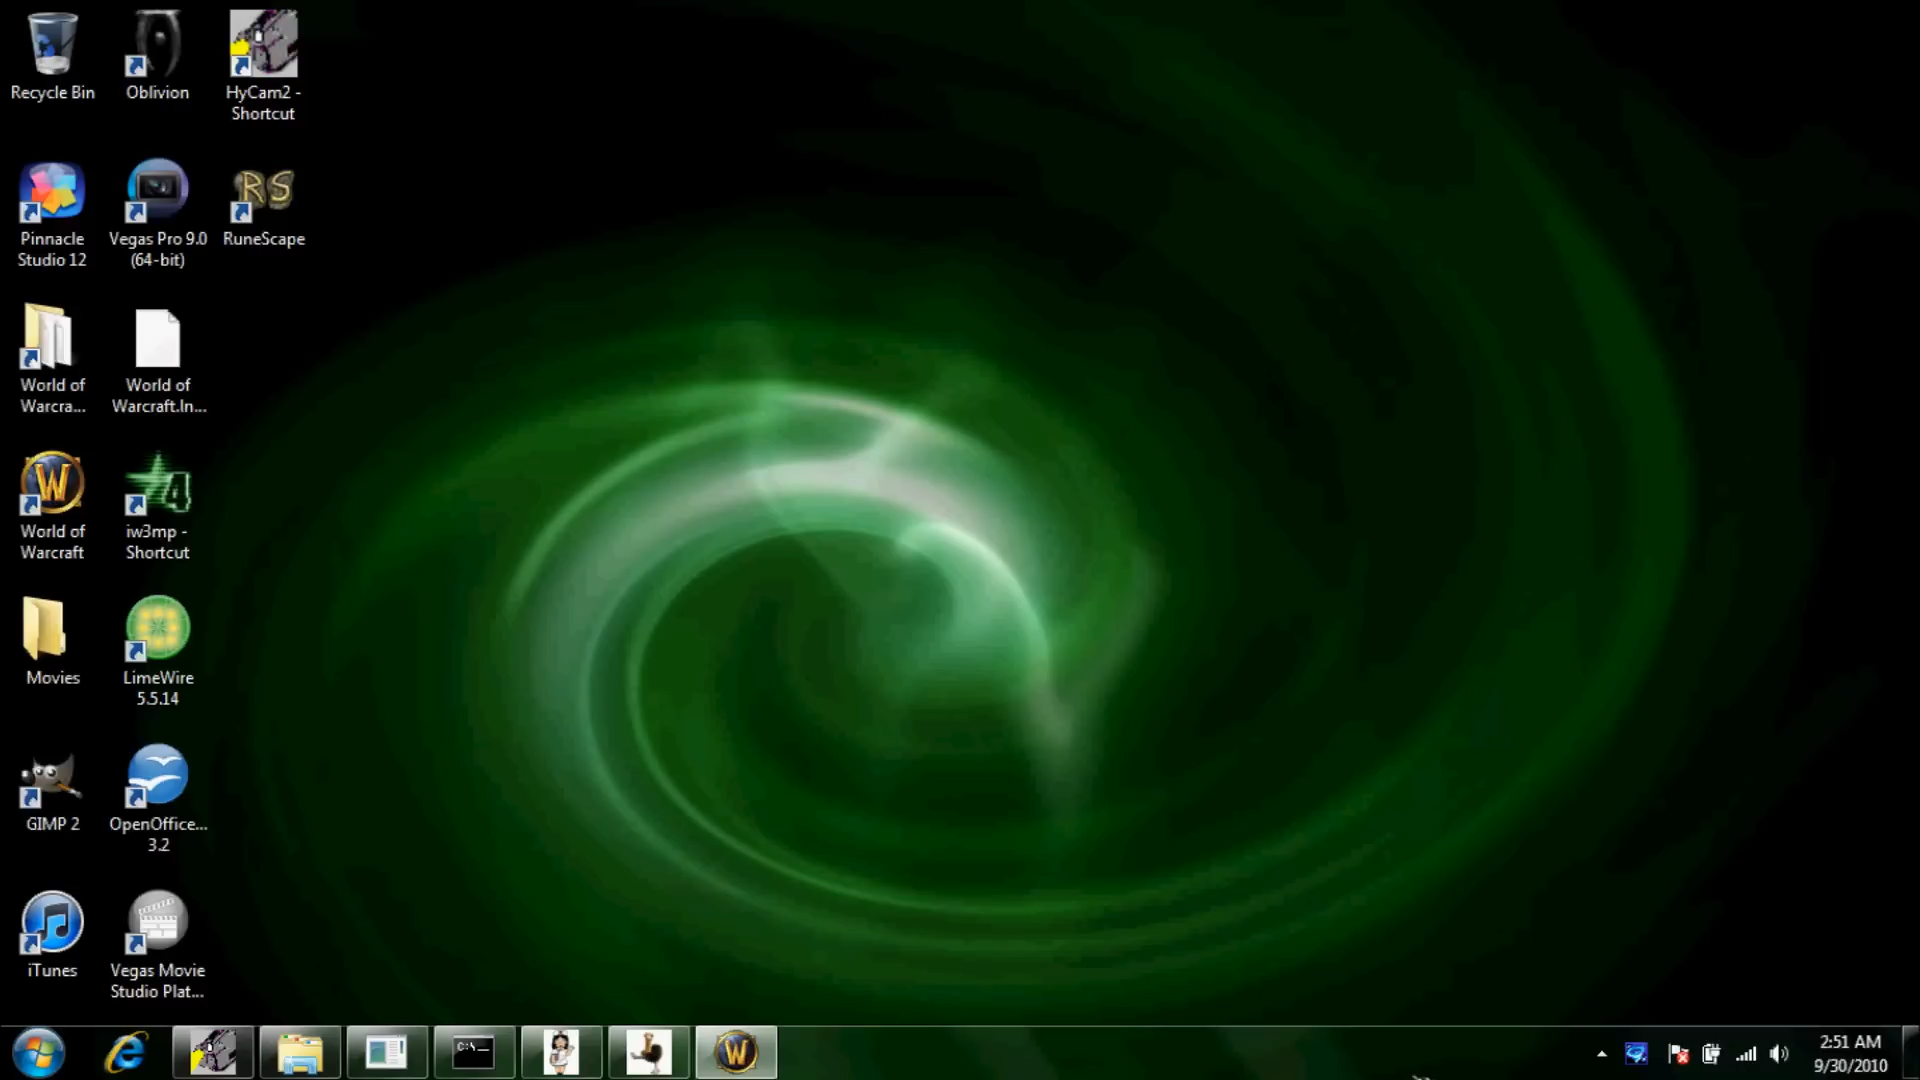 Recycle Bin
Oblivion
HyCam2 -
Shortcut
Pinnacle
Studio 12
Vegas Pro 9.0
(64-bit)
RS
RuneScape
World of
Warcra...
World of
Warcraft.In...
W
World of
Warcraft
4
iw3mp -
Shortcut
Movies
LimeWire
5.5.14
GIMP 2
OpenOffice...
3.2
iTunes
Vegas Movie
Studio Plat...
C:\_
W
2:51 AM
9/30/2010